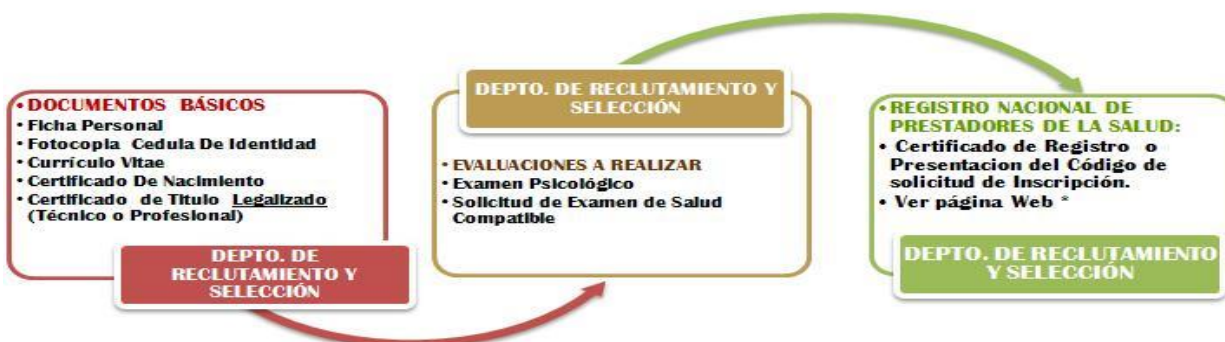 • DOCUMENTOS BÁSICOS
• Ficha Personal
• Fotocopia Cedula De Identidad
• Currículo Vitae
• Certificado De Nacimiento
• Certificado de Titulo Legalizado
(Técnico o Profesional)
DEPTO. DE
RECLUTAMIENTO Y
SELECCIÓN
DEPTO. DE RECLUTAMIENTO Y
SELECCIÓN
• EVALUACIONES A REALIZAR
• Examen Psicológico
• Solicitud de Examen de Salud
Compatible
• REGISTRO NACIONAL DE
PRESTADORES DE LA SALUD:
• Certificado de Registro o
Presentacion del Código de
solicitud de Inscripción.
• Ver página Web *
DEPTO. DE RECLUTAMIENTO
Y SELECCIÓN